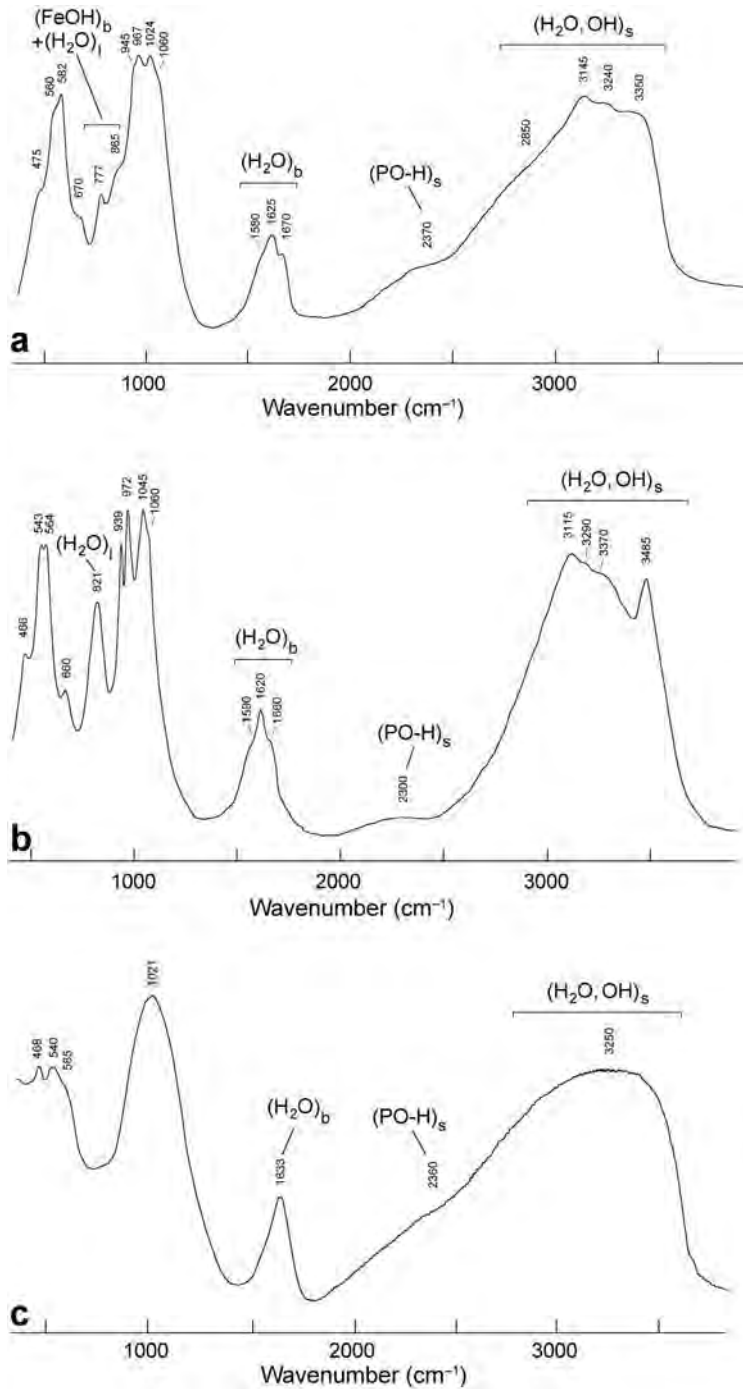 (FeOH)b
+(H2O)l
(H2O, OH)s
945 967 1024 1060
560 582
475 670 777 865
3145 3240 3350
2850
(H2O)b
1580 1625 1670
(PO-H)s
2370
a
1000 2000 3000
Wavenumber (cm−1)
(H2O, OH)s
972 1045 1060
543 564 939
(H2O)l
821
466 660
3115 3290 3370 3485
(H2O)b
1590 1620 1660
(PO-H)s
2300
b
1000 2000 3000
Wavenumber (cm−1)
1021
(H2O, OH)s
3250
468 540 565
(H2O)b
1633
(PO-H)s
2360
c
1000 2000 3000
Wavenumber (cm−1)